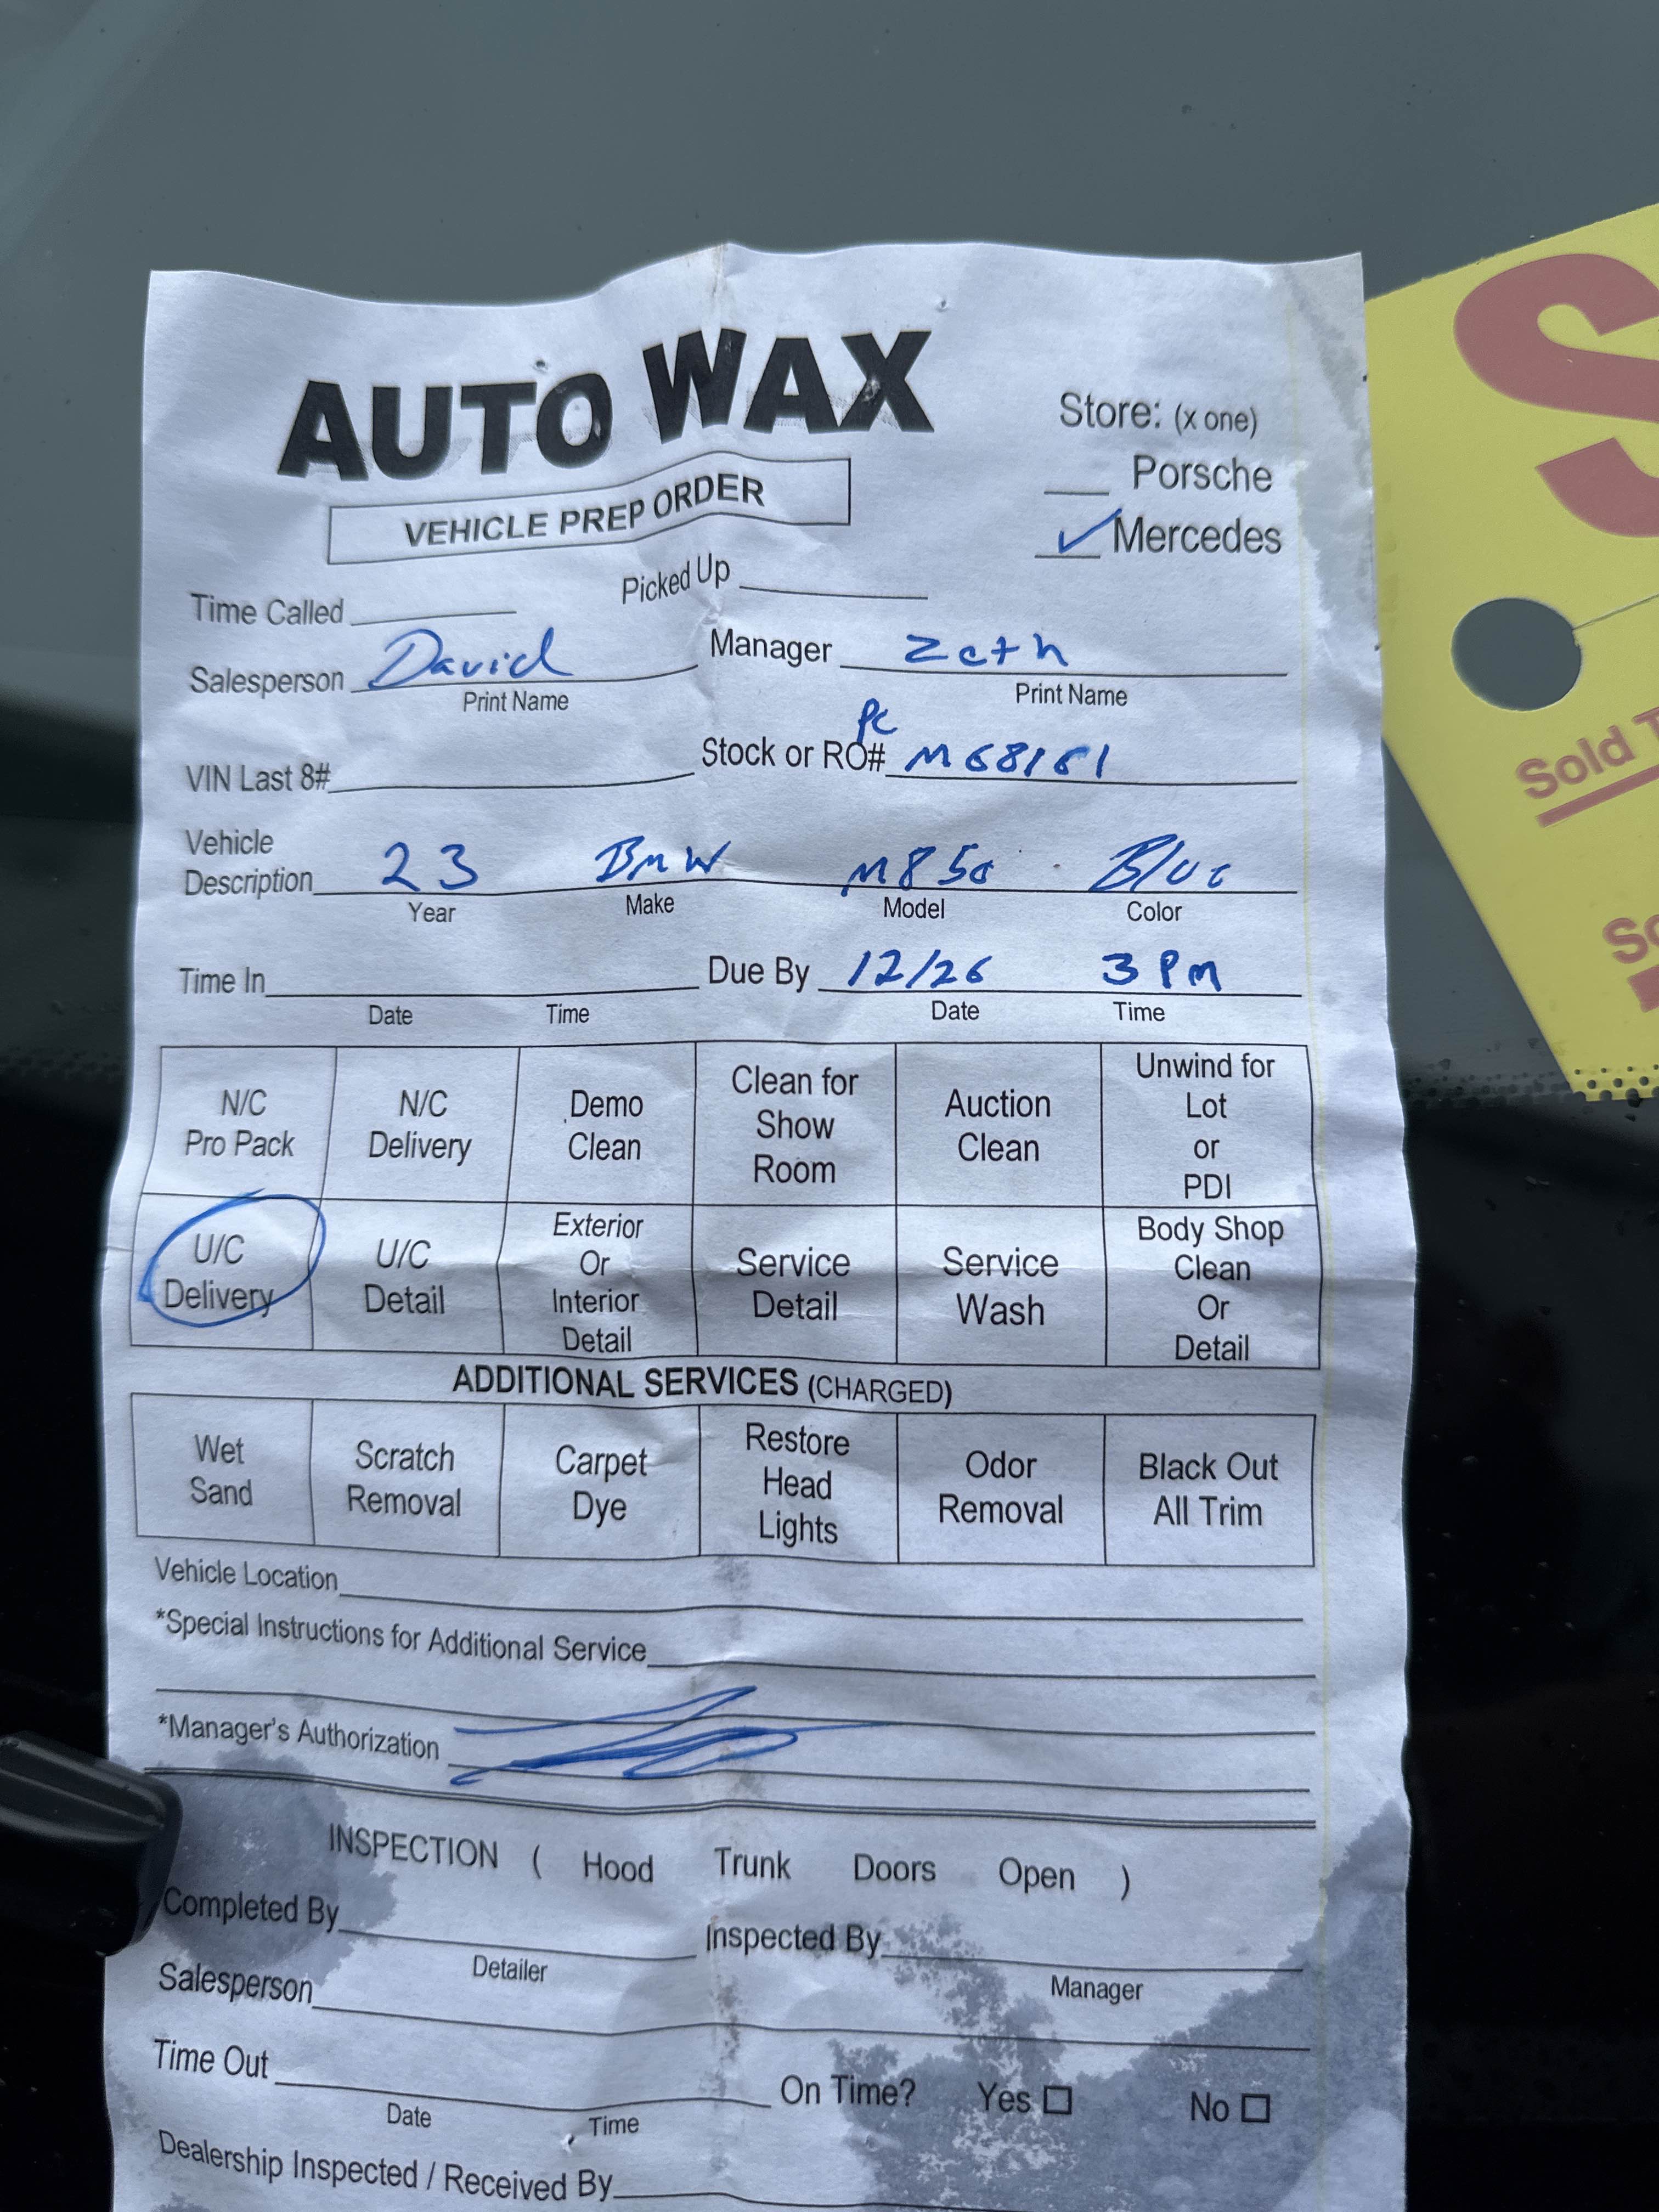 AUTO WAX
VEHICLE PREP ORDER
Store: (x one)
Porsche
✓ Mercedes
Time Called
Picked Up
Salesperson David
Print Name
Manager Zeth
Print Name
PC
VIN Last 8#
Stock or RO# M68161
Vehicle
Description 23 BMW M850 Blue
Year Make Model Color
Time In
Date Time
Due By 12/26 3 PM
Date Time
N/C
Pro Pack
N/C
Delivery
Demo
Clean
Clean for
Show
Room
Auction
Clean
Unwind for
Lot
or
PDI
U/C
Delivery
U/C
Detail
Exterior
Or
Interior
Detail
Service
Detail
Service
Wash
Body Shop
Clean
Or
Detail
ADDITIONAL SERVICES (CHARGED)
Wet
Sand
Scratch
Removal
Carpet
Dye
Restore
Head
Lights
Odor
Removal
Black Out
All Trim
Vehicle Location
*Special Instructions for Additional Service
*Manager's Authorization
INSPECTION ( Hood Trunk Doors Open )
Completed By
Detailer
Inspected By
Manager
Salesperson
Time Out
Date Time
On Time? Yes □ No □
Dealership Inspected / Received By
S
Sold